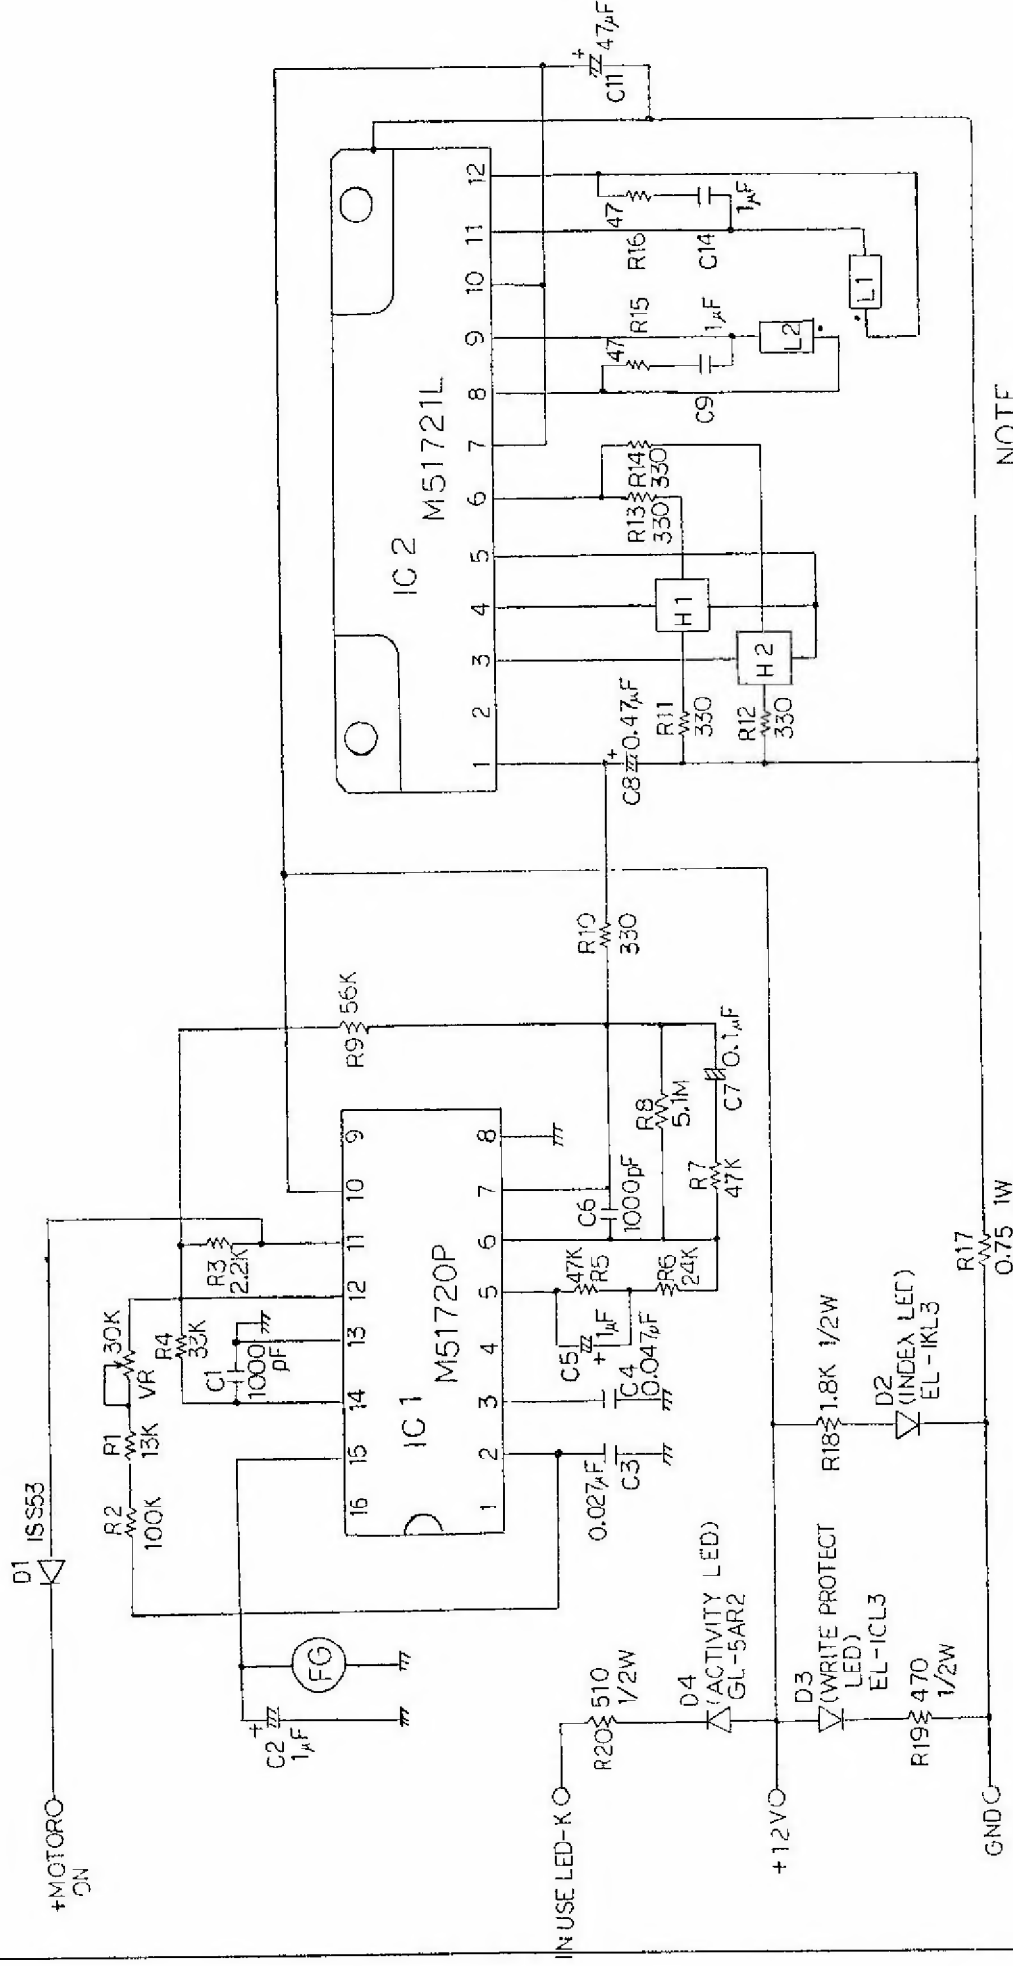 +MOTOR
ON
D1
ISS53
R2
100K
R1
13K
30K
VR
R4
33K
R3
2.2K
C1
1000
pF
R9 56K
16
15
14
13
12
11
10
9
IC 1
M51720P
1
2
3
4
5
6
7
8
FG
C2
1µF
0.027µF
C3
C4
0.047µF
C5
1µF
47K
R5
R6
24K
C6
1000pF
R8
5.1M
R7
47K
C7 0.1µF
R10
330
IC 2
M51721L
1
2
3
4
5
6
7
8
9
10
11
12
C8 0.47µF
R11
330
R12
330
H1
H2
R13
330
R14
330
47
R15
C9
1µF
L2
47
R16
C14
1µF
L1
C11
47µF
IN USE LED-K
R20 510
1/2W
D4
(ACTIVITY LED)
GL-5AR2
+12V
D3
(WRITE PROTECT
LED)
EL-ICL3
R19 470
1/2W
R18 1.8K 1/2W
D2
(INDEX LED)
EL-IKL3
GND
R17
0.75 1W
NOTE